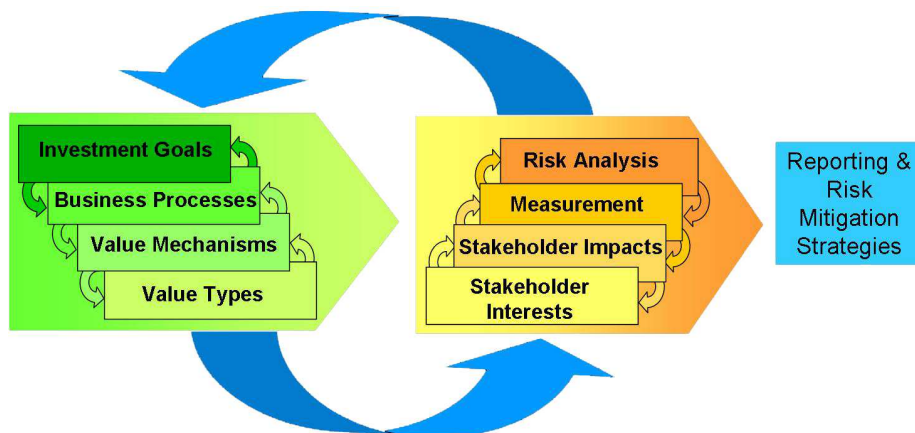 Investment Goals
Business Processes
Value Mechanisms
Value Types
Risk Analysis
Measurement
Stakeholder Impacts
Stakeholder
Interests
Reporting &
Risk
Mitigation
Strategies